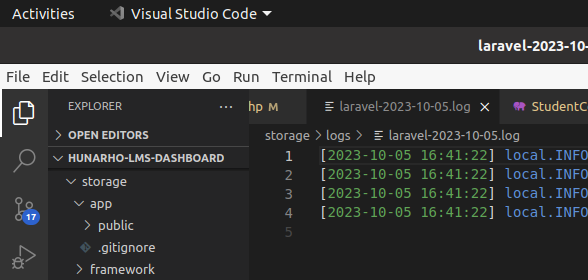 Activities Visual Studio Code
laravel-2023-10-
File Edit Selection View Go Run Terminal Help
EXPLORER ···
hp M laravel-2023-10-05.log StudentC
OPEN EDITORS
storage > logs > laravel-2023-10-05.log
HUNARHO-LMS-DASHBOARD
1 [2023-10-05 16:41:22] local.INFO
storage
2 [2023-10-05 16:41:22] local.INFO
app
3 [2023-10-05 16:41:22] local.INFO
17
public
4 [2023-10-05 16:41:22] local.INFO
.gitignore
5
framework